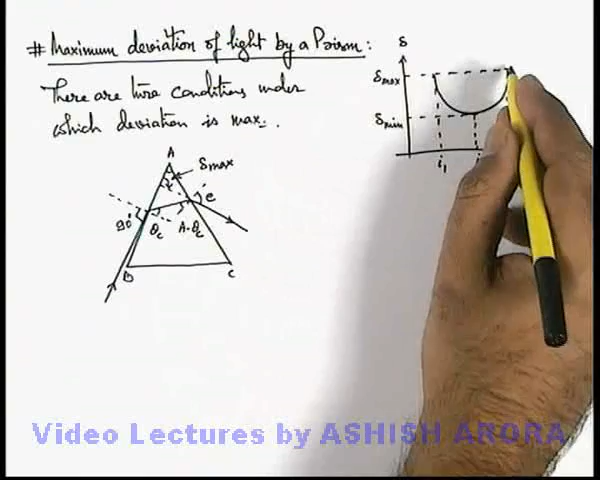 # Maximum deviation of light by a Prism :
There are two conditions under
which deviation is max.
δ
δmax
δmin
i₁
i
A
δmax
90°
θc
A-θc
e
B
C
Video Lectures by ASHISH ARORA